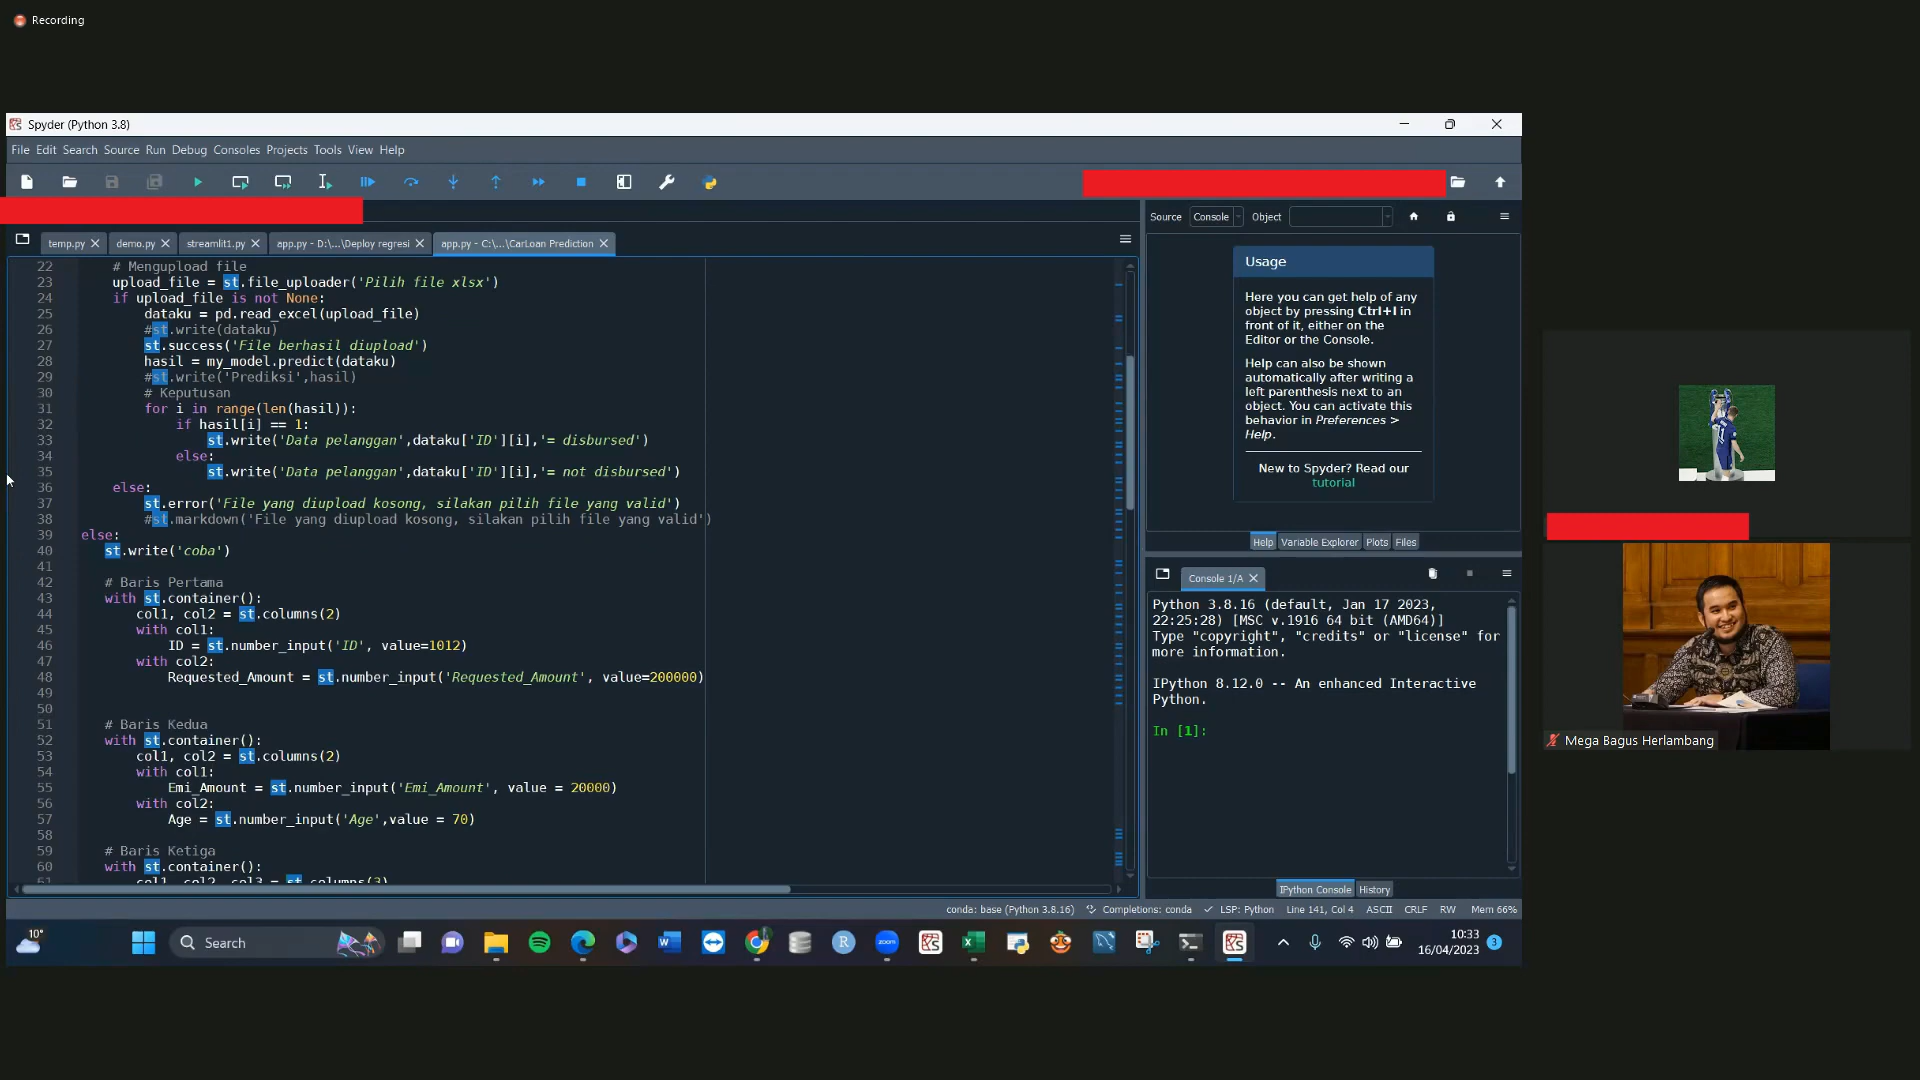 Recording
Spyder (Python 3.8)
File Edit Search Source Run Debug Consoles Projects Tools View Help
temp.py
demo.py
streamlit1.py
app.py - D:\...\Deploy regresi
app.py - C:\...\CarLoan Prediction
22 # Mengupload file
23 upload_file = st.file_uploader('Pilih file xlsx')
24 if upload_file is not None:
25 dataku = pd.read_excel(upload_file)
26 #st.write(dataku)
27 st.success('File berhasil diupload')
28 hasil = my_model.predict(dataku)
29 #st.write('Prediksi',hasil)
30 # Keputusan
31 for i in range(len(hasil)):
32 if hasil[i] == 1:
33 st.write('Data pelanggan',dataku['ID'][i],'= disbursed')
34 else:
35 st.write('Data pelanggan',dataku['ID'][i],'= not disbursed')
36 else:
37 st.error('File yang diupload kosong, silakan pilih file yang valid')
38 #st.markdown('File yang diupload kosong, silakan pilih file yang valid')
39 else:
40 st.write('coba')
41
42 # Baris Pertama
43 with st.container():
44 col1, col2 = st.columns(2)
45 with col1:
46 ID = st.number_input('ID', value=1012)
47 with col2:
48 Requested_Amount = st.number_input('Requested_Amount', value=200000)
49
50
51 # Baris Kedua
52 with st.container():
53 col1, col2 = st.columns(2)
54 with col1:
55 Emi_Amount = st.number_input('Emi_Amount', value = 20000)
56 with col2:
57 Age = st.number_input('Age',value = 70)
58
59 # Baris Ketiga
60 with st.container():
61 col1, col2, col3 = st.columns(3)
Source Console Object
Usage
Here you can get help of any
object by pressing Ctrl+I in
front of it, either on the
Editor or the Console.
Help can also be shown
automatically after writing a
left parenthesis next to an
object. You can activate this
behavior in Preferences >
Help.
New to Spyder? Read our
tutorial
Help Variable Explorer Plots Files
Console 1/A
Python 3.8.16 (default, Jan 17 2023,
22:25:28) [MSC v.1916 64 bit (AMD64)]
Type "copyright", "credits" or "license" for
more information.
IPython 8.12.0 -- An enhanced Interactive
Python.
In [1]:
IPython Console History
conda: base (Python 3.8.16) Completions: conda LSP: Python Line 141, Col 4 ASCII CRLF RW Mem 66%
10°
Search
zoom
10:33
16/04/2023
3
Mega Bagus Herlambang